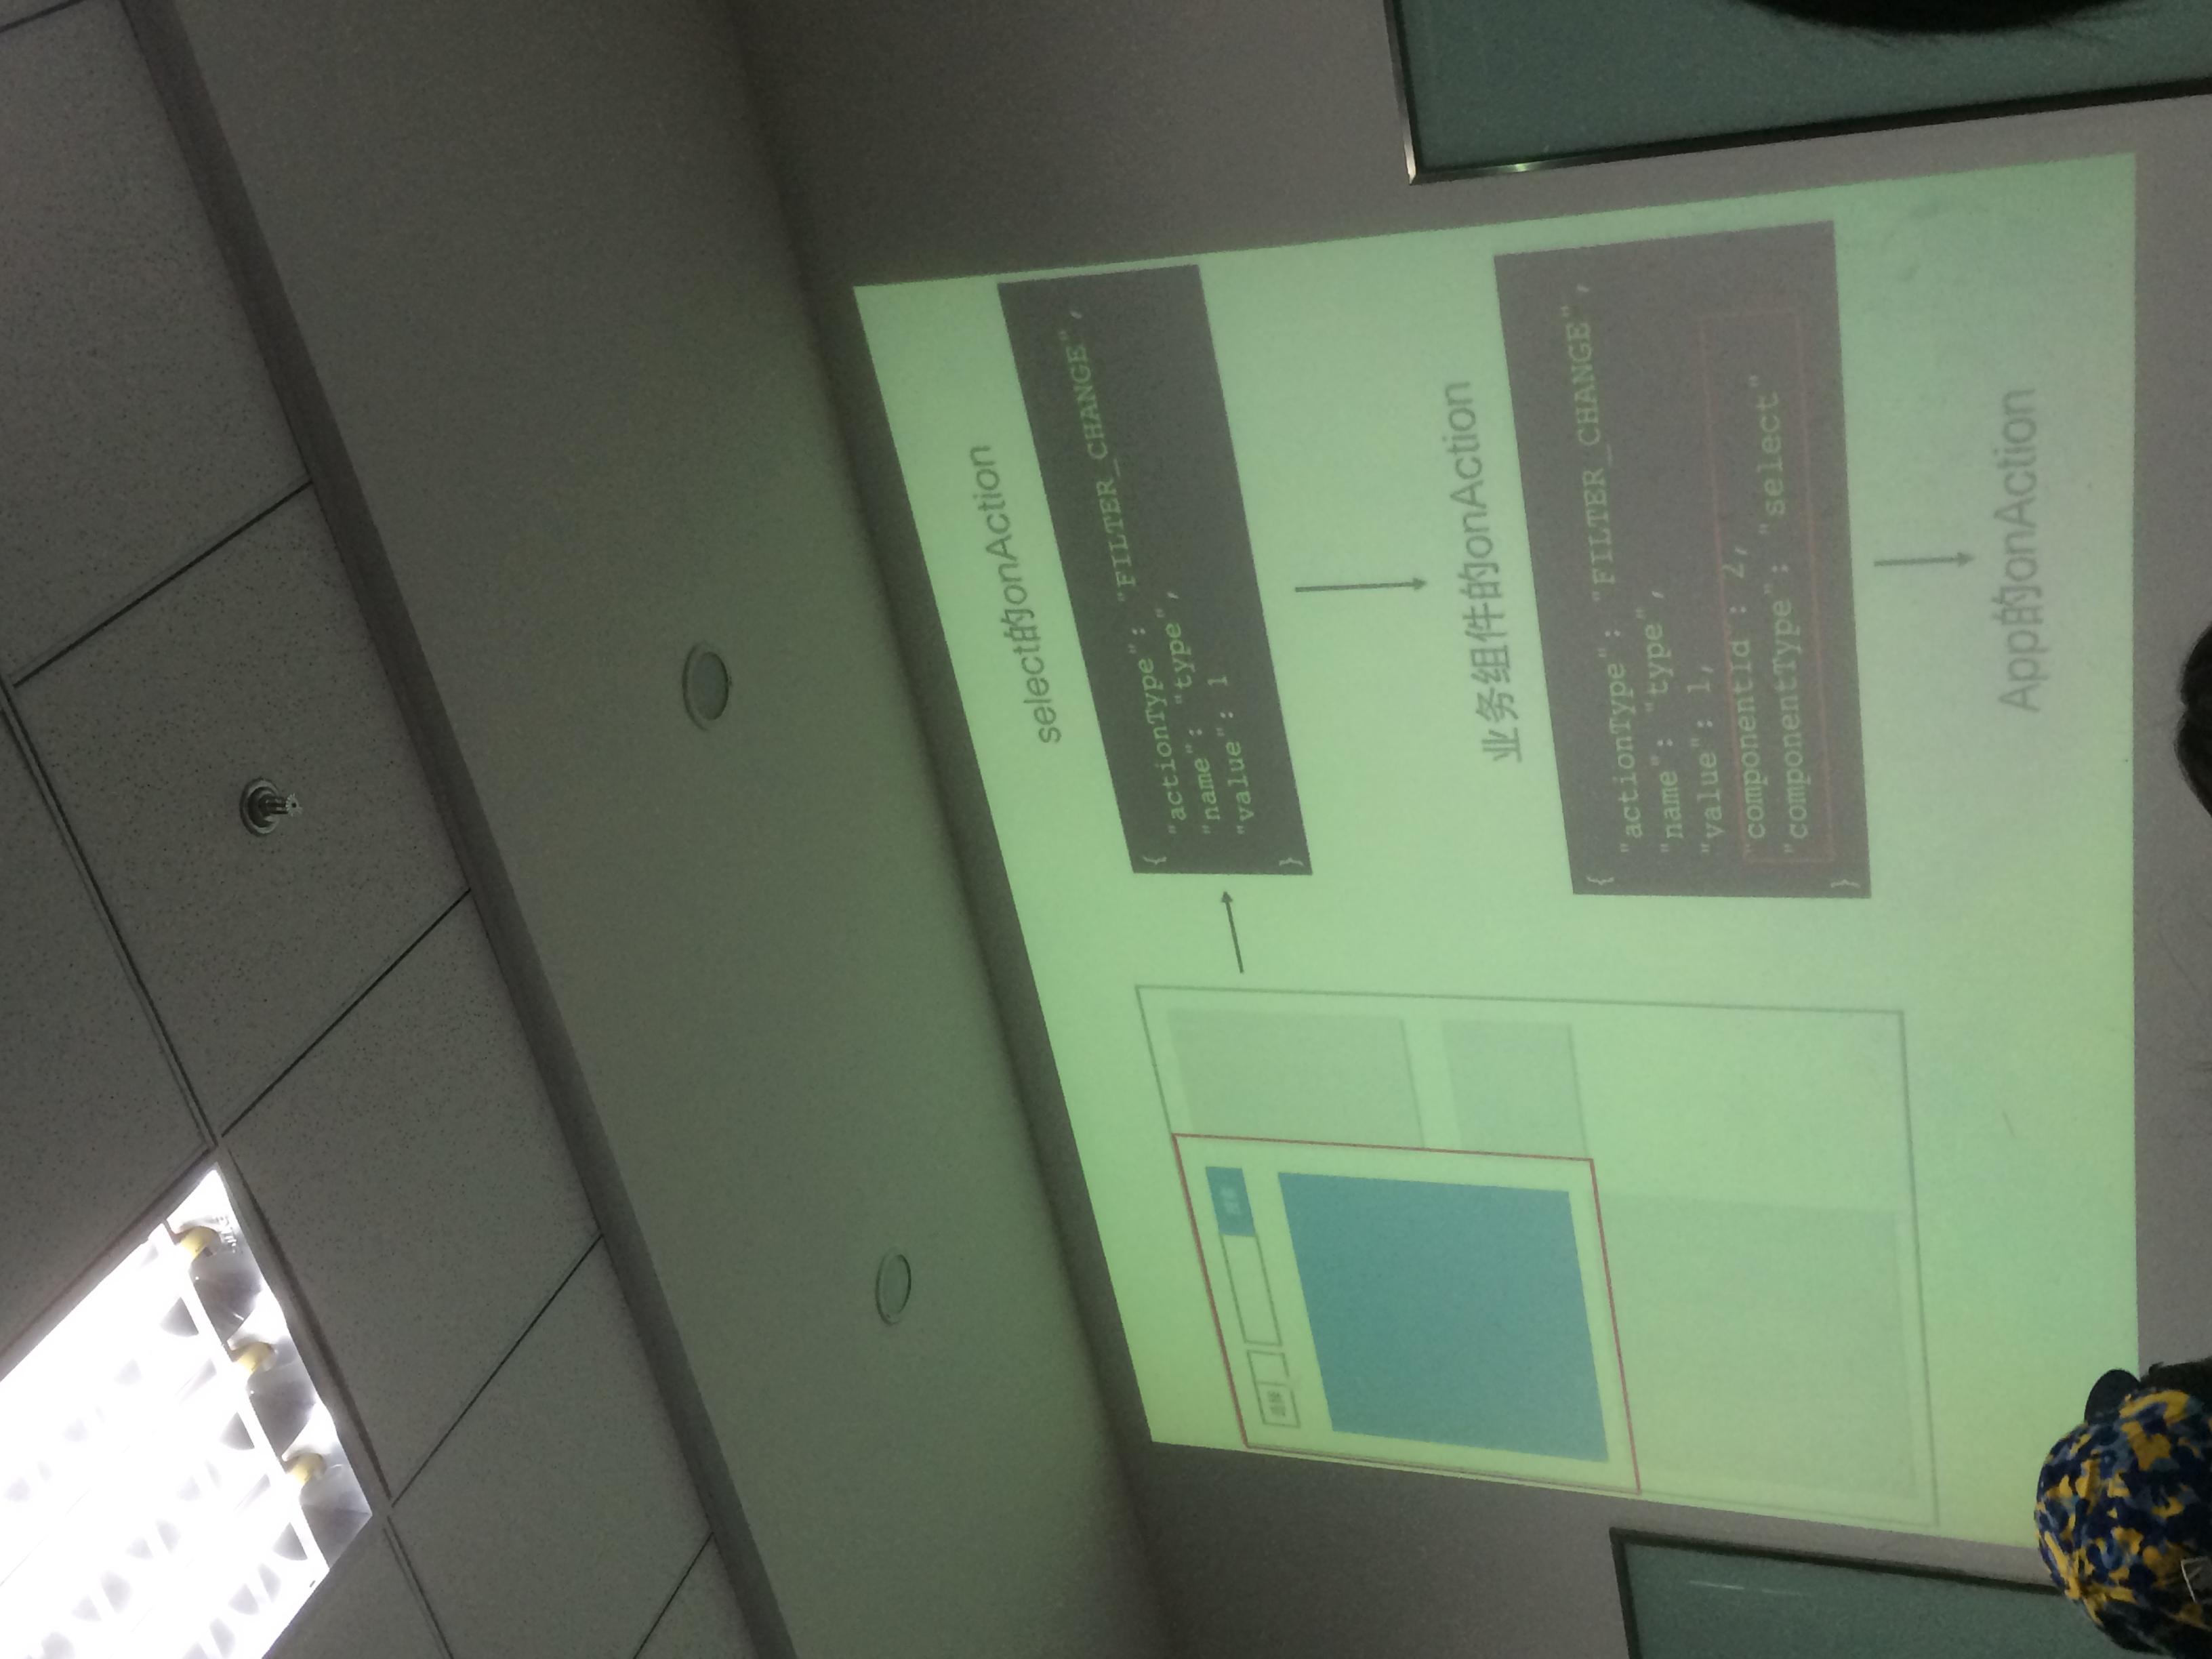 select的onAction
{
"actionType": "FILTER_CHANGE",
"name": "type",
"value": 1
}
选择
搜索
业务组件的onAction
{
"actionType": "FILTER_CHANGE",
"name": "type",
"value": 1,
"componentId": 2,
"componentType": "select"
}
App的onAction